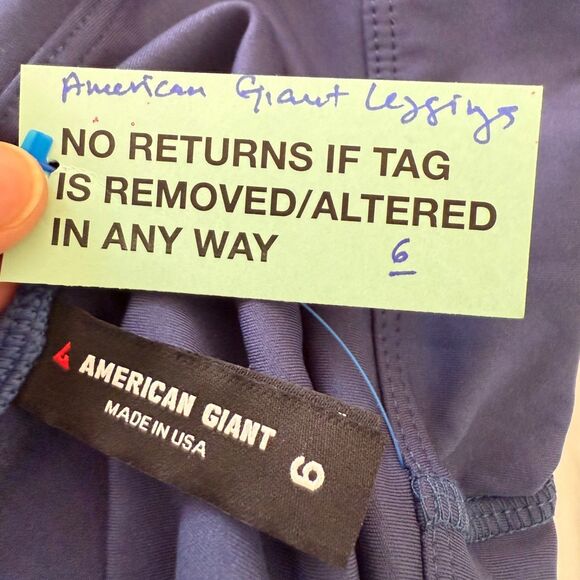 American Giant Leggings
NO RETURNS IF TAG
IS REMOVED/ALTERED
IN ANY WAY
6
AMERICAN GIANT
MADE IN USA
6